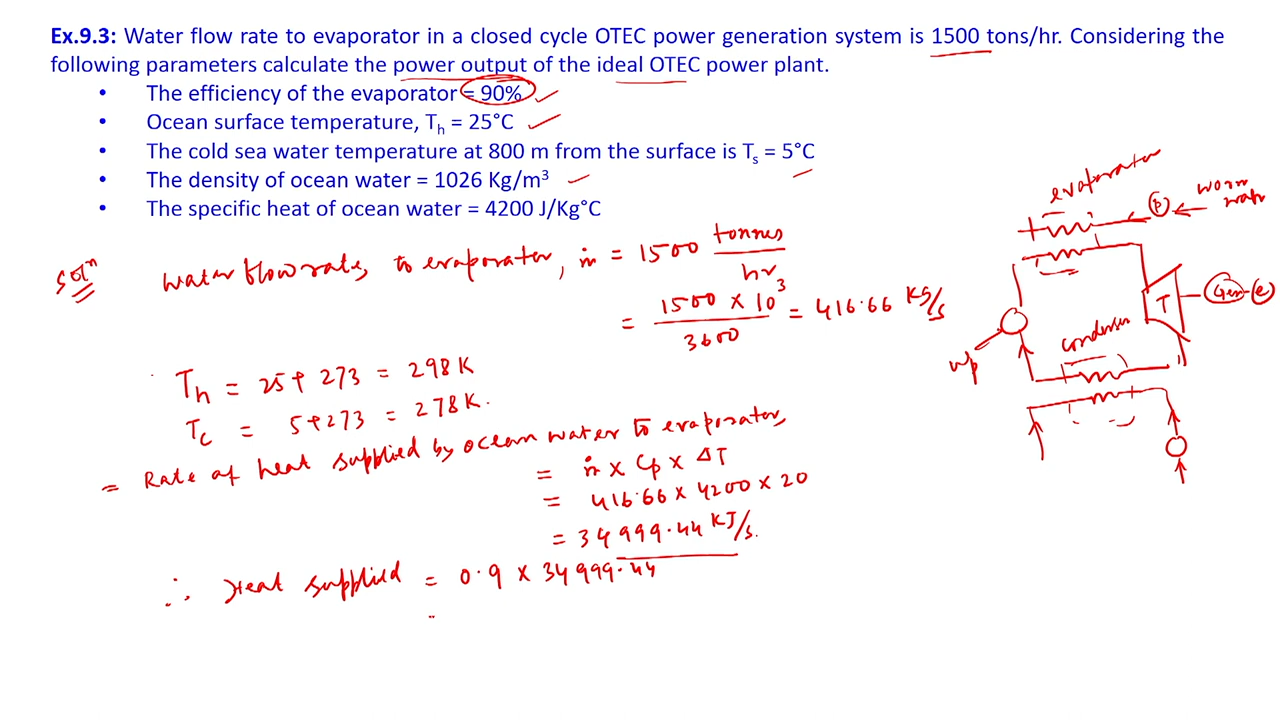 Ex.9.3: Water flow rate to evaporator in a closed cycle OTEC power generation system is 1500 tons/hr. Considering the
following parameters calculate the power output of the ideal OTEC power plant.
• The efficiency of the evaporator = 90%
• Ocean surface temperature, Tₕ = 25°C
• The cold sea water temperature at 800 m from the surface is Tₛ = 5°C
• The density of ocean water = 1026 Kg/m³
• The specific heat of ocean water = 4200 J/Kg°C
Solⁿ
Water flow rate to evaporator, ṁ = 1500 tonnes/hr
= 1500 × 10³/3600 = 416.66 Kg/s
Th = 25 + 273 = 298 K
Tc = 5+273 = 278 K.
= Rate of heat supplied by ocean water to evaporator,
= ṁ × Cp × ΔT
= 416.66 × 4200 × 20
= 34999.44 KJ/s.
∴ Heat supplied = 0.9 × 34999.44
=
evaporator
P
warm
water
T
Gen
e
condenser
wp